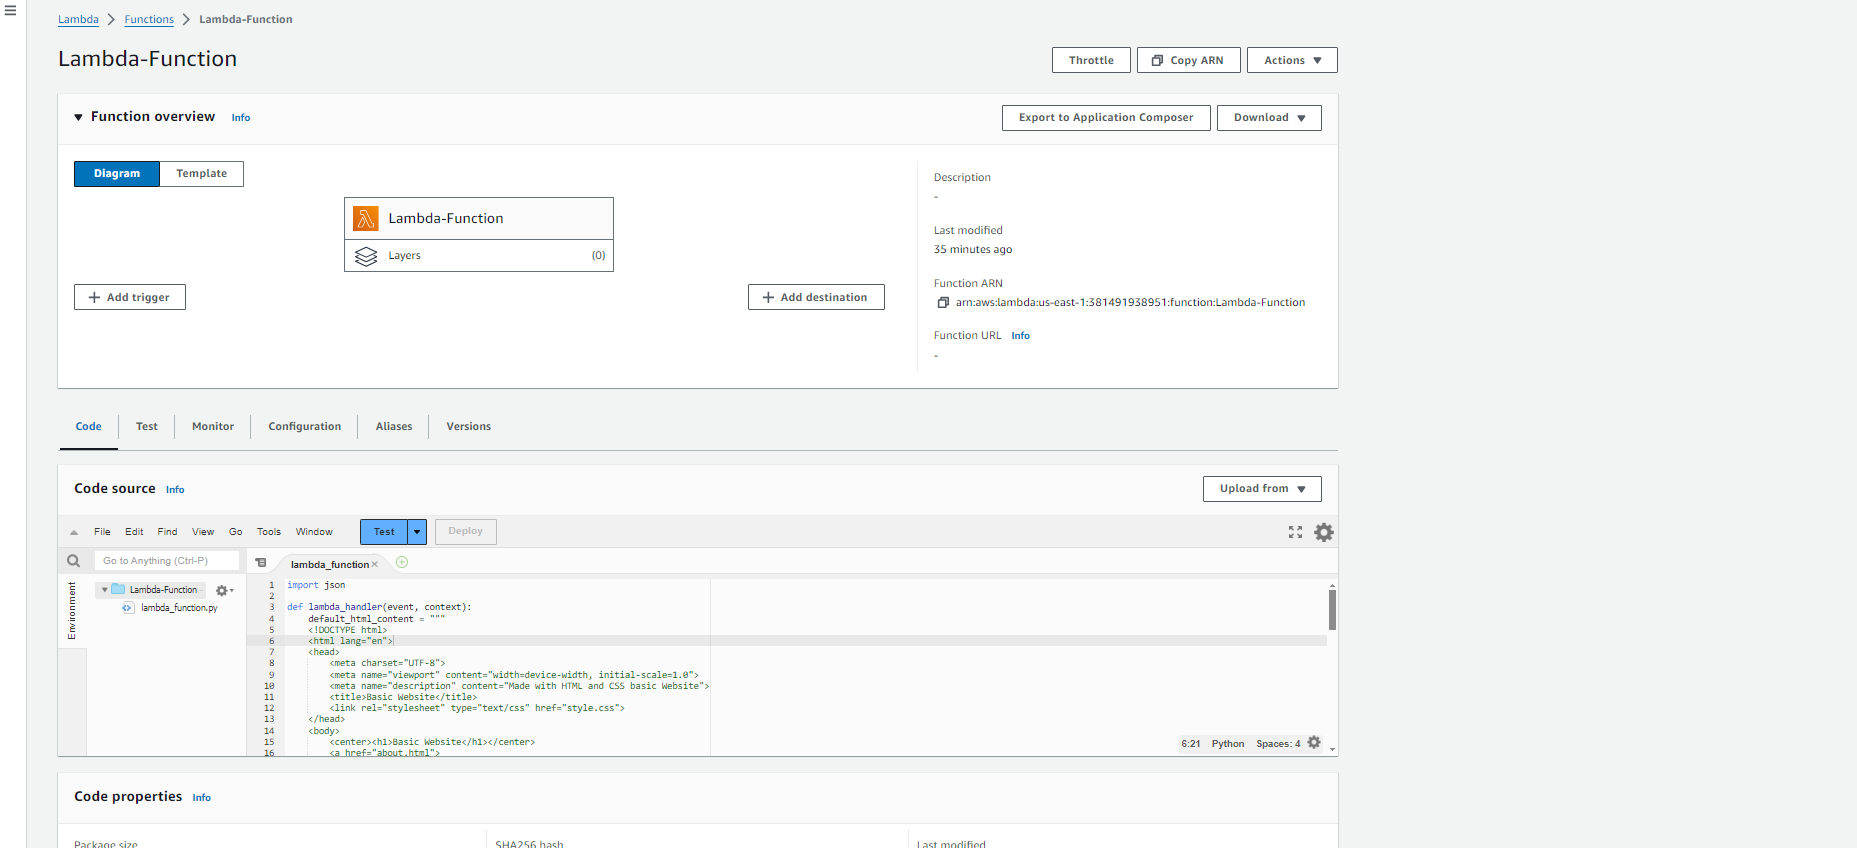 Lambda > Functions > Lambda-Function
Lambda-Function
Throttle
Copy ARN
Actions
Function overview Info
Export to Application Composer
Download
Diagram
Template
Lambda-Function
Layers (0)
Add trigger
Add destination
Description
-
Last modified
35 minutes ago
Function ARN
arn:aws:lambda:us-east-1:381491938951:function:Lambda-Function
Function URL Info
-
Code
Test
Monitor
Configuration
Aliases
Versions
Code source Info
Upload from
File Edit Find View Go Tools Window
Test
Deploy
Go to Anything (Ctrl-P)
Environment
Lambda-Function
lambda_function.py
lambda_function
1 import json
2
3 def lambda_handler(event, context):
4 default_html_content = """
5 <!DOCTYPE html>
6 <html lang="en">
7 <head>
8 <meta charset="UTF-8">
9 <meta name="viewport" content="width=device-width, initial-scale=1.0">
10 <meta name="description" content="Made with HTML and CSS basic Website">
11 <title>Basic Website</title>
12 <link rel="stylesheet" type="text/css" href="style.css">
13 </head>
14 <body>
15 <center><h1>Basic Website</h1></center>
16 <a href="about.html">
6:21 Python Spaces: 4
Code properties Info
Package size
SHA256 hash
Last modified